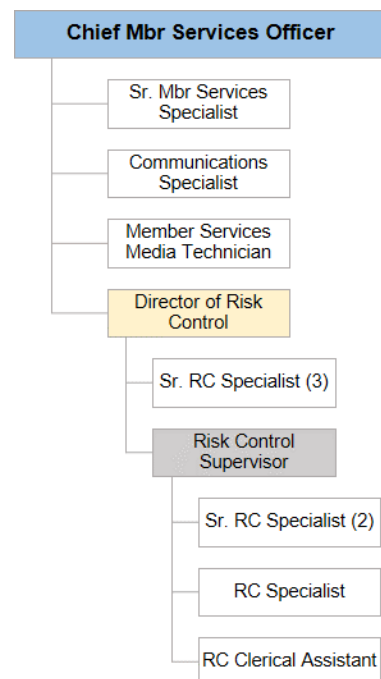 Chief Mbr Services Officer
Sr. Mbr Services
Specialist
Communications
Specialist
Member Services
Media Technician
Director of Risk
Control
Sr. RC Specialist (3)
Risk Control
Supervisor
Sr. RC Specialist (2)
RC Specialist
RC Clerical Assistant